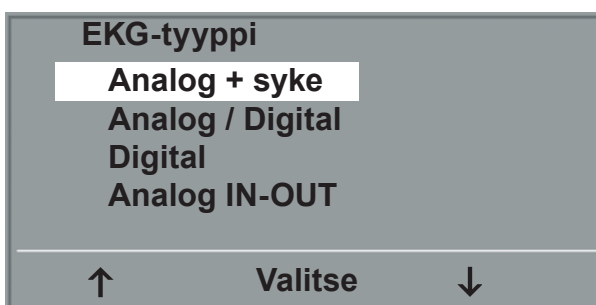 EKG-tyyppi
Analog + syke
Analog / Digital
Digital
Analog IN-OUT
↑ Valitse ↓